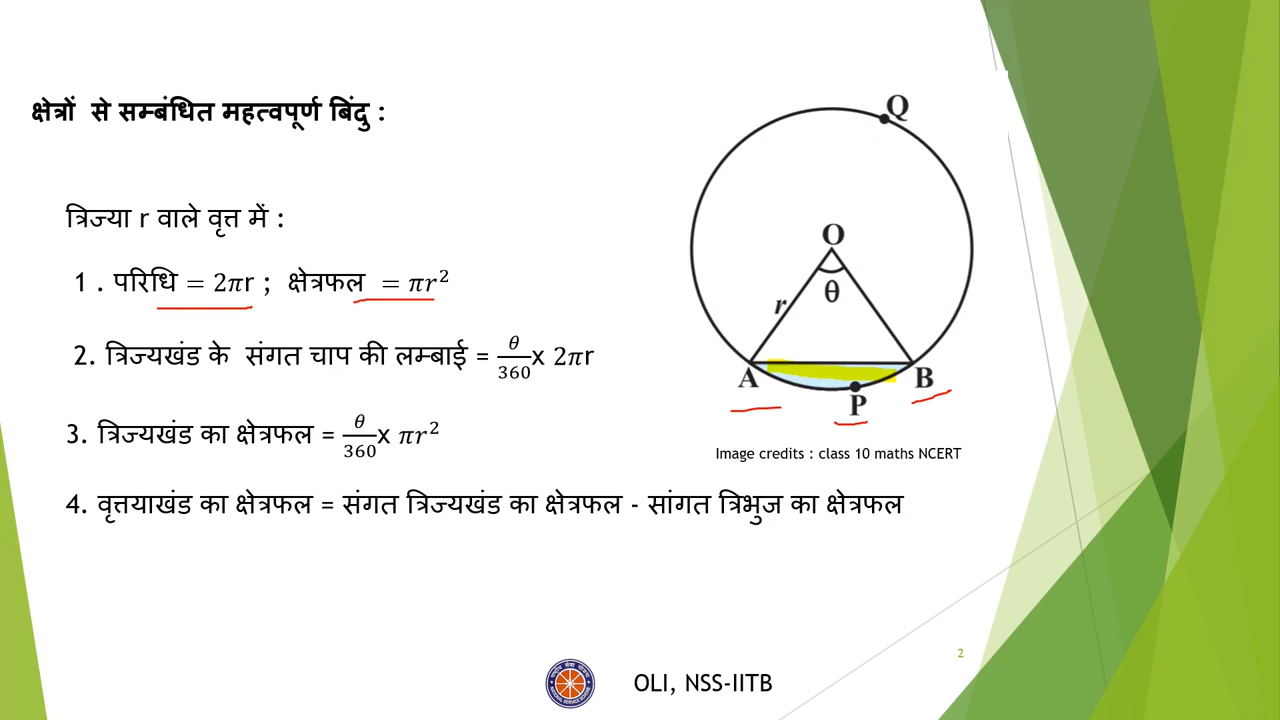 क्षेत्रों से सम्बंधित महत्वपूर्ण बिंदु :
त्रिज्या r वाले वृत्त में :
1 . परिधि = 2πr ; क्षेत्रफल = πr²
2. त्रिज्यखंड के संगत चाप की लम्बाई = θ/360 x 2πr
3. त्रिज्यखंड का क्षेत्रफल = θ/360 x πr²
4. वृत्तयाखंड का क्षेत्रफल = संगत त्रिज्यखंड का क्षेत्रफल - सांगत त्रिभुज का क्षेत्रफल
Q
O
θ
r
A
B
P
Image credits : class 10 maths NCERT
2
OLI, NSS-IITB